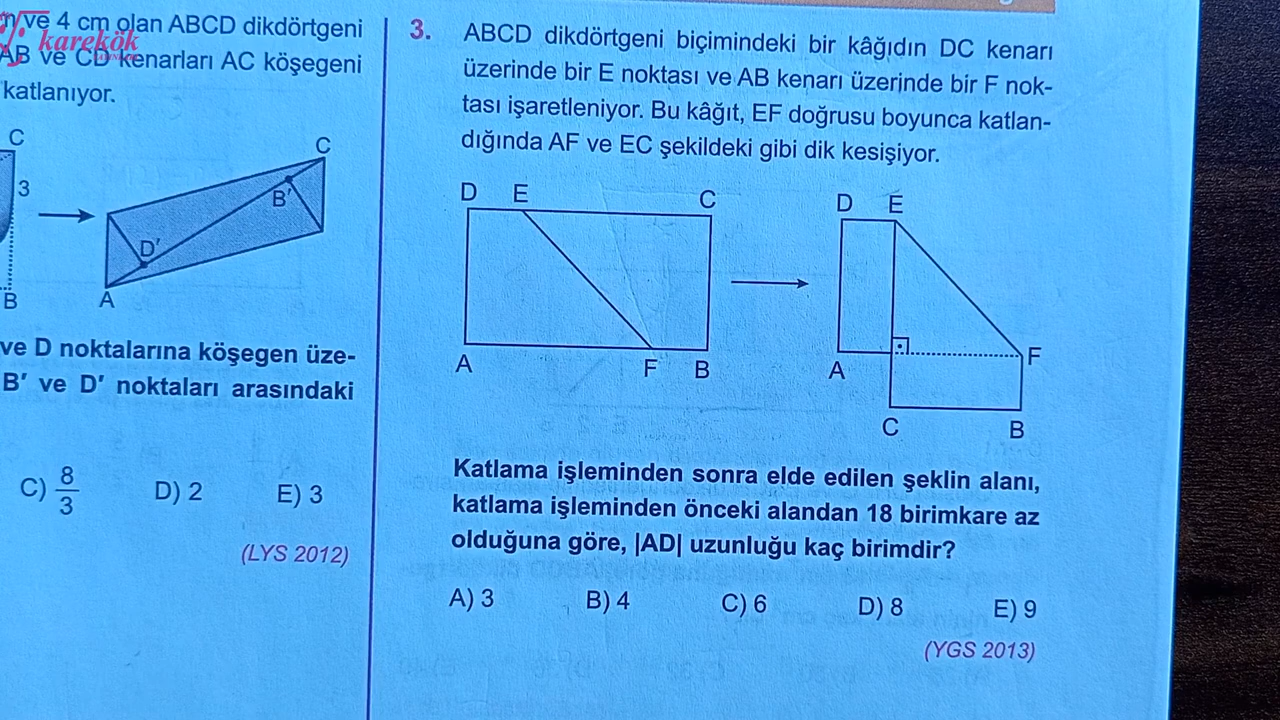 ve 4 cm olan ABCD dikdörtgeni
karekök
AB ve CD kenarları AC köşegeni
katlanıyor.
C
3
B
C
B'
D'
A
ve D noktalarına köşegen üze-
B' ve D' noktaları arasındaki
C) 8/3 D) 2 E) 3
(LYS 2012)
3. ABCD dikdörtgeni biçimindeki bir kâğıdın DC kenarı
üzerinde bir E noktası ve AB kenarı üzerinde bir F nok-
tası işaretleniyor. Bu kâğıt, EF doğrusu boyunca katlan-
dığında AF ve EC şekildeki gibi dik kesişiyor.
D E C
A F B
D E
F
A
C B
Katlama işleminden sonra elde edilen şeklin alanı,
katlama işleminden önceki alandan 18 birimkare az
olduğuna göre, |AD| uzunluğu kaç birimdir?
A) 3 B) 4 C) 6 D) 8 E) 9
(YGS 2013)